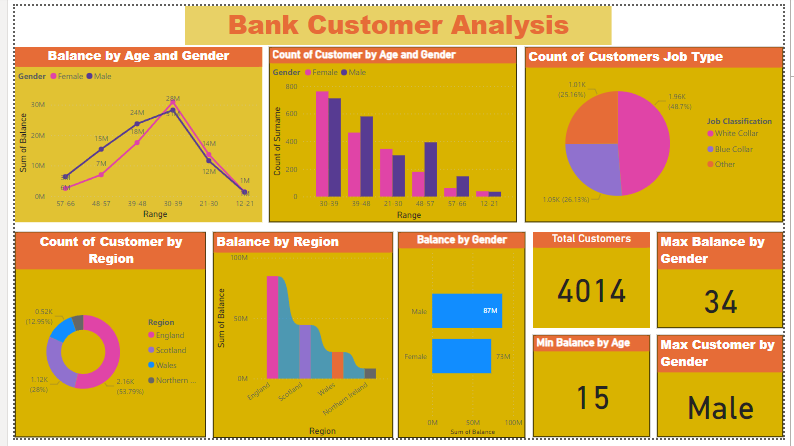 Bank Customer Analysis
Balance by Age and Gender
Gender Female Male
30M
20M
10M
0M
Sum of Balance
7M
15M
18M
24M
28M
14M
12M
1M
57-66 48-57 39-48 30-39 21-30 12-21
Range
Count of Customer by Age and Gender
Gender Female Male
800
600
400
200
0
Count of Surname
30-39 39-48 21-30 48-57 57-66 12-21
Range
Count of Customers Job Type
1.01K
(25.16%)
1.96K
(48.7%)
1.05K (26.15%)
Job Classification
White Collar
Blue Collar
Other
Count of Customer by
Region
0.52K
(12.95%)
1.12K
(28%)
2.16K
(53.79%)
Region
England
Scotland
Wales
Northern ...
Balance by Region
100M
50M
0M
Sum of Balance
England Scotland Wales Northern Ireland
Region
Balance by Gender
Male 87M
Female 73M
0M 50M 100M
Sum of Balance
Total Customers
4014
Max Balance by
Gender
34
Min Balance by Age
15
Max Customer by
Gender
Male